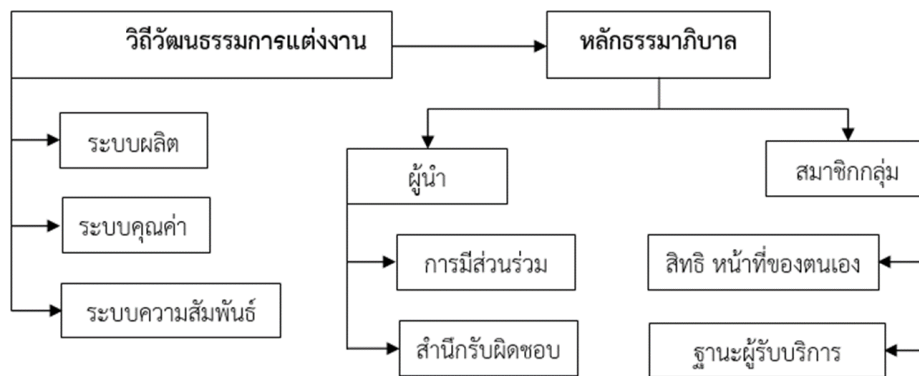 วิถีวัฒนธรรมการแต่งงาน
หลักธรรมาภิบาล
ระบบผลิต
ระบบคุณค่า
ระบบความสัมพันธ์
ผู้นำ
การมีส่วนร่วม
สำนึกรับผิดชอบ
สมาชิกกลุ่ม
สิทธิ หน้าที่ของตนเอง
ฐานะผู้รับบริการ